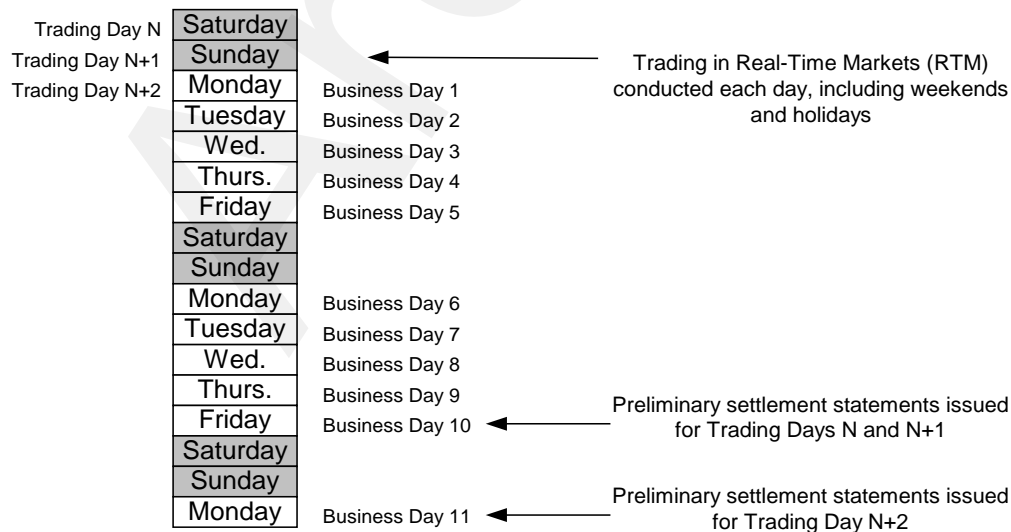 Trading Day N Saturday
Trading Day N+1 Sunday
Trading in Real-Time Markets (RTM)
conducted each day, including weekends
and holidays
Trading Day N+2 Monday Business Day 1
Tuesday Business Day 2
Wed. Business Day 3
Thurs. Business Day 4
Friday Business Day 5
Saturday
Sunday
Monday Business Day 6
Tuesday Business Day 7
Wed. Business Day 8
Thurs. Business Day 9
Friday Business Day 10
Preliminary settlement statements issued
for Trading Days N and N+1
Saturday
Sunday
Monday Business Day 11
Preliminary settlement statements issued
for Trading Day N+2